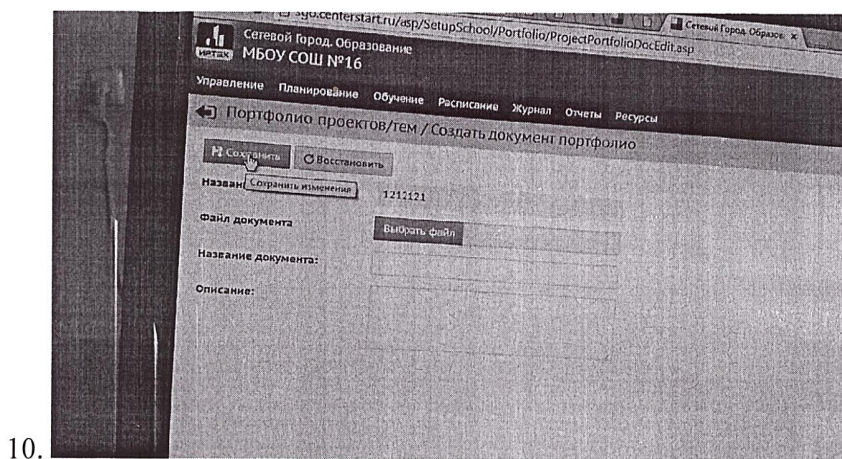 sgo.centerstart.ru/asp/SetupSchool/Portfolio/ProjectPortfolioDocEdit.asp
Сетевой Город. Образов. x
ИРТех
Сетевой Город. Образование
МБОУ СОШ №16
Управление Планирование Обучение Расписание Журнал Отчеты Ресурсы
Портфолио проектов/тем / Создать документ портфолио
Сохранить Восстановить
Сохранить изменения
1212121
Файл документа
Выбрать файл
Название документа:
Описание:
10.